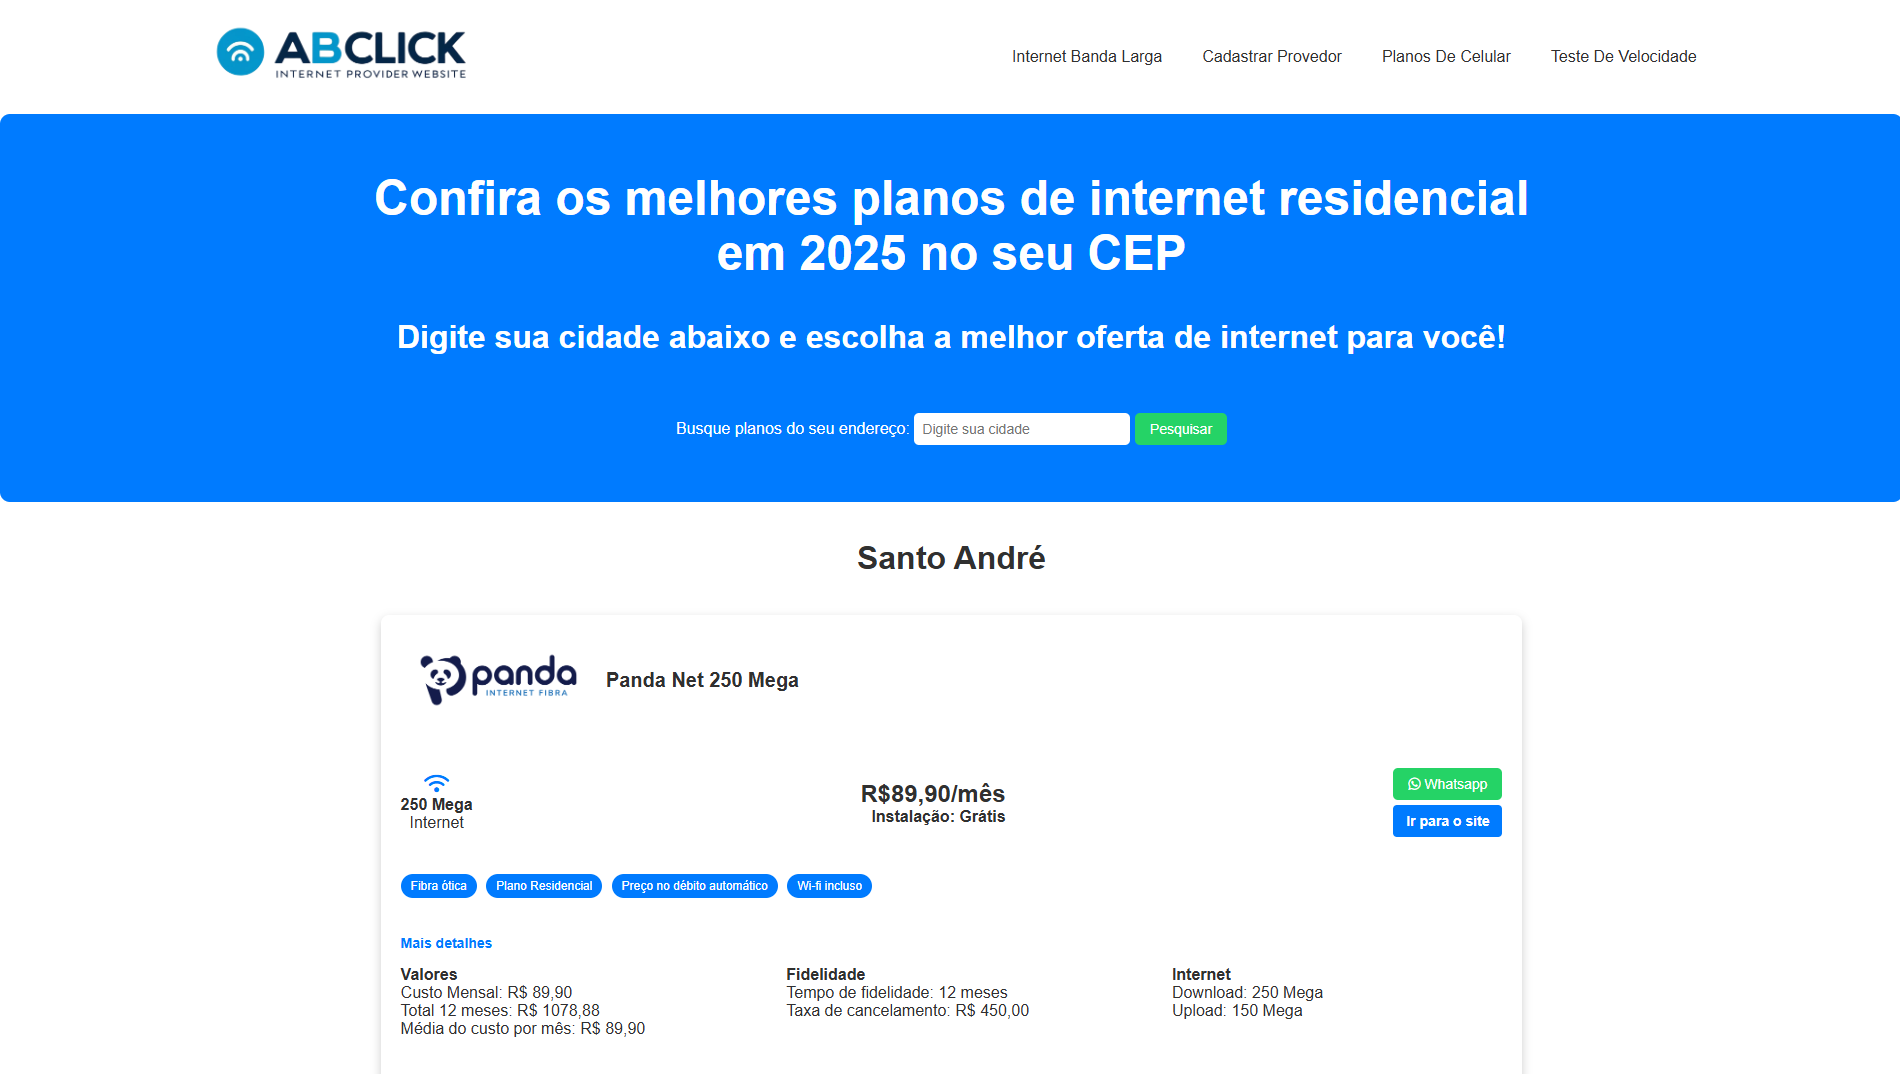 ABCLICK
INTERNET PROVIDER WEBSITE
Internet Banda Larga
Cadastrar Provedor
Planos De Celular
Teste De Velocidade
Confira os melhores planos de internet residencial
em 2025 no seu CEP
Digite sua cidade abaixo e escolha a melhor oferta de internet para você!
Busque planos do seu endereço: Digite sua cidade Pesquisar
Santo André
panda
INTERNET FIBRA
Panda Net 250 Mega
250 Mega
Internet
R$89,90/mês
Instalação: Grátis
Whatsapp
Ir para o site
Fibra ótica
Plano Residencial
Preço no débito automático
Wi-fi incluso
Mais detalhes
Valores
Custo Mensal: R$ 89,90
Total 12 meses: R$ 1078,88
Média do custo por mês: R$ 89,90
Fidelidade
Tempo de fidelidade: 12 meses
Taxa de cancelamento: R$ 450,00
Internet
Download: 250 Mega
Upload: 150 Mega